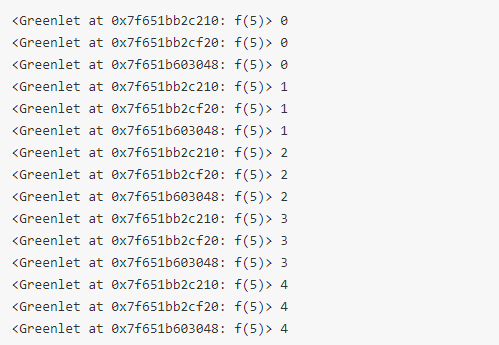 <Greenlet at 0x7f651bb2c210: f(5)> 0
<Greenlet at 0x7f651bb2cf20: f(5)> 0
<Greenlet at 0x7f651b603048: f(5)> 0
<Greenlet at 0x7f651bb2c210: f(5)> 1
<Greenlet at 0x7f651bb2cf20: f(5)> 1
<Greenlet at 0x7f651b603048: f(5)> 1
<Greenlet at 0x7f651bb2c210: f(5)> 2
<Greenlet at 0x7f651bb2cf20: f(5)> 2
<Greenlet at 0x7f651b603048: f(5)> 2
<Greenlet at 0x7f651bb2c210: f(5)> 3
<Greenlet at 0x7f651bb2cf20: f(5)> 3
<Greenlet at 0x7f651b603048: f(5)> 3
<Greenlet at 0x7f651bb2c210: f(5)> 4
<Greenlet at 0x7f651bb2cf20: f(5)> 4
<Greenlet at 0x7f651b603048: f(5)> 4